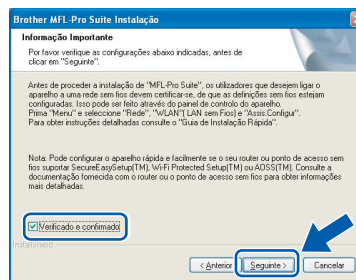 Brother MFL-Pro Suite Instalação
Informação Importante
Por favor verifique as configurações abaixo indicadas, antes de
clicar em "Seguinte".
Antes de proceder a instalação de "MFL-Pro Suite", os utilizadores que desejem ligar o
aparelho a uma rede sem fios devem certificar-se, de que as definições sem fios estejam
configuradas. Isso pode ser feito através do painel de controlo do aparelho.
Prima "Menu" e seleccione "Rede", "WLAN"( LAN sem Fios) e "Assis.Configur".
Para obter instruções detalhadas consulte o "Guia de Instalação Rápida".
Nota: Pode configurar o aparelho rápida e facilmente se o seu router ou ponto de acesso sem
fios suportar SecureEasySetup(TM), Wi-Fi Protected Setup(TM) ou AOSS(TM). Consulte a
documentação fornecida com o router ou o ponto de acesso sem fios para obter informações
mais detalhadas.
Verificado e confirmado
InstallShield
< Anterior
Seguinte >
Cancelar